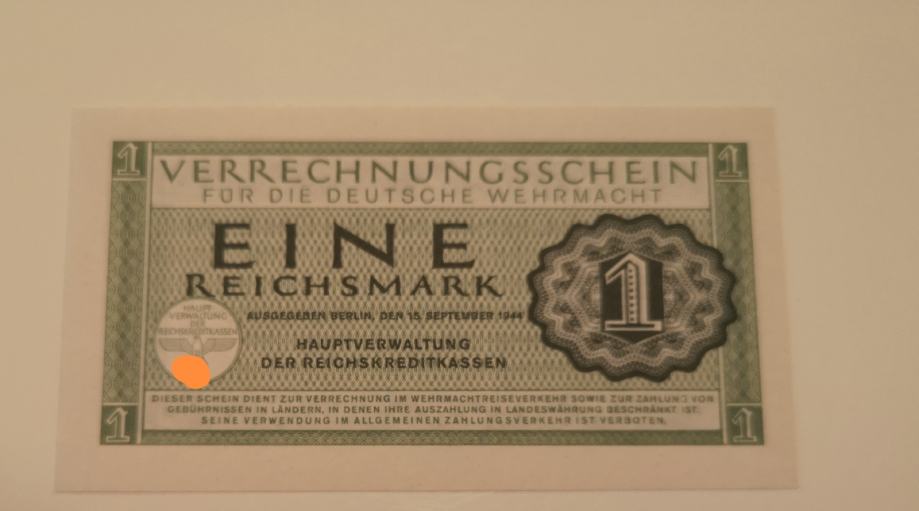 1
1
VERRECHNUNGSSCHEIN
FÜR DIE DEUTSCHE WEHRMACHT
EINE
REICHSMARK
1
HAUPT
VERWALTUNG
DER
REICHSKREDITKASSEN
AUSGEGEBEN BERLIN, DEN 15. SEPTEMBER 1944
HAUPTVERWALTUNG
DER REICHSKREDITKASSEN
DIESER SCHEIN DIENT ZUR VERRECHNUNG IM WEHRMACHTREISEVERKEHR SOWIE ZUR ZAHLUNG VON
GEBÜHRNISSEN IN LÄNDERN, IN DENEN IHRE AUSZAHLUNG IN LANDESWÄHRUNG BESCHRÄNKT IST.
SEINE VERWENDUNG IM ALLGEMEINEN ZAHLUNGSVERKEHR IST VERBOTEN.
1
1